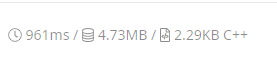 961ms / 4.73MB / 2.29KB C++